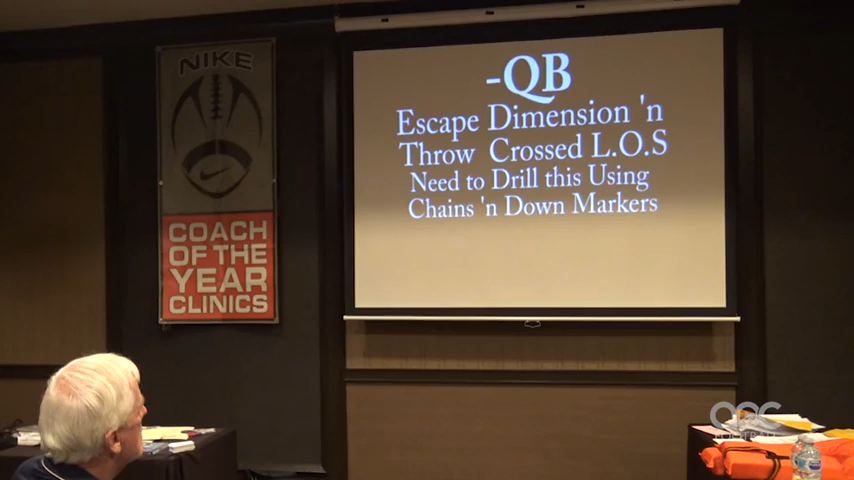 NIKE
COACH
OF THE
YEAR
CLINICS
-QB
Escape Dimension 'n
Throw Crossed L.O.S
Need to Drill this Using
Chains 'n Down Markers